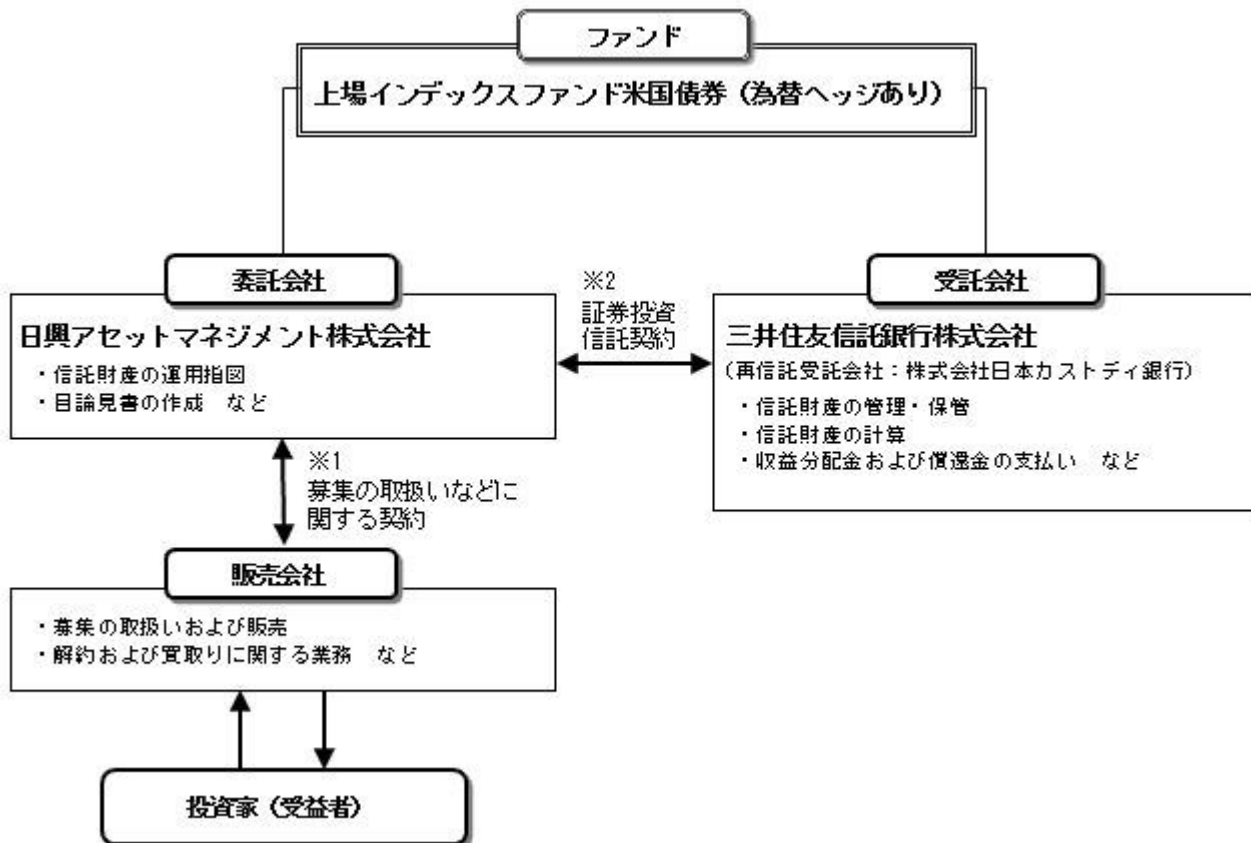 ファンド
上場インデックスファンド米国債券（為替ヘッジあり）
委託会社
日興アセットマネジメント株式会社
・信託財産の運用指図
・目論見書の作成　など
※2
証券投資
信託契約
受託会社
三井住友信託銀行株式会社
（再信託受託会社：株式会社日本カストディ銀行）
・信託財産の管理・保管
・信託財産の計算
・収益分配金および償還金の支払い　など
※1
募集の取扱いなどに
関する契約
販売会社
・募集の取扱いおよび販売
・解約および買取りに関する業務　など
投資家（受益者）